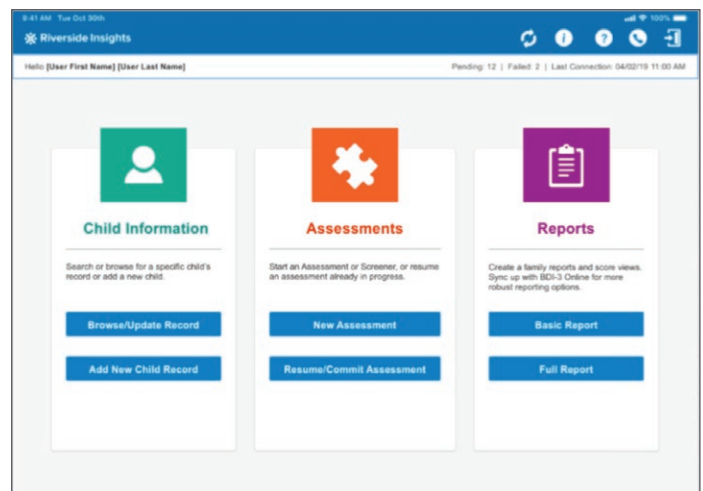 9:41 AM Tue Oct 30th
100%
Riverside Insights
Hello [User First Name] [User Last Name]
Pending: 12 | Failed: 2 | Last Connection: 04/02/19 11:00 AM
Child Information
Search or browse for a specific child's
record or add a new child.
Browse/Update Record
Add New Child Record
Assessments
Start an Assessment or Screener, or resume
an assessment already in progress.
New Assessment
Resume/Commit Assessment
Reports
Create a family reports and score views.
Sync up with BDI-3 Online for more
robust reporting options.
Basic Report
Full Report